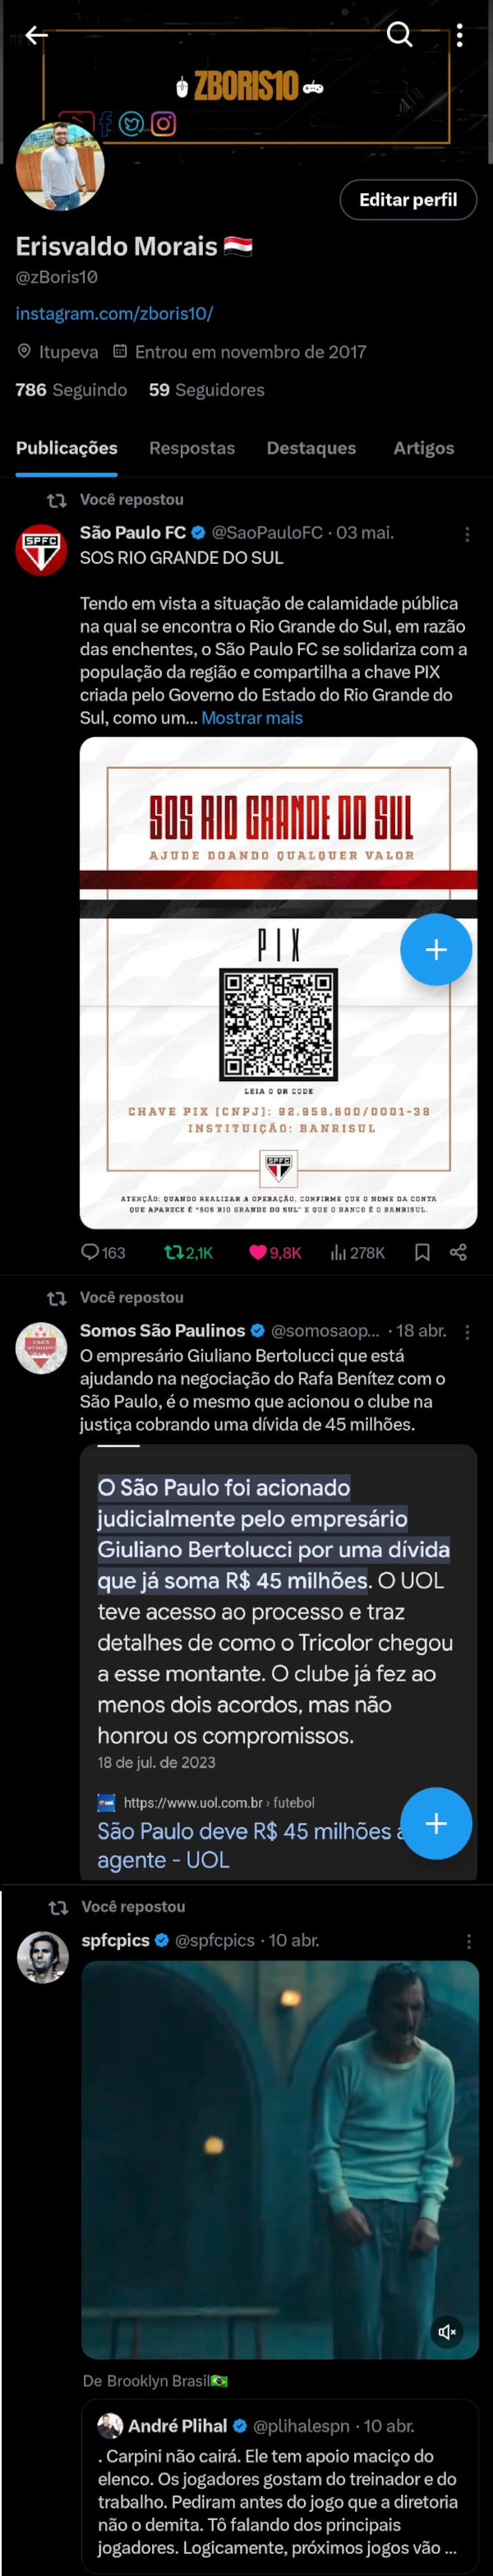 ZBORIS10
Editar perfil
Erisvaldo Morais
@zBoris10
instagram.com/zboris10/
Itupeva Entrou em novembro de 2017
786 Seguindo 59 Seguidores
Publicações Respostas Destaques Artigos
Você repostou
São Paulo FC @SaoPauloFC · 03 mai.
SOS RIO GRANDE DO SUL
Tendo em vista a situação de calamidade pública
na qual se encontra o Rio Grande do Sul, em razão
das enchentes, o São Paulo FC se solidariza com a
população da região e compartilha a chave PIX
criada pelo Governo do Estado do Rio Grande do
Sul, como um... Mostrar mais
SOS RIO GRANDE DO SUL
AJUDE DOANDO QUALQUER VALOR
PIX
LEIA O QR CODE
CHAVE PIX (CNPJ): 92.958.800/0001-38
INSTITUIÇÃO: BANRISUL
SPFC
ATENÇÃO: QUANDO REALIZAR A OPERAÇÃO, CONFIRME QUE O NOME DA CONTA
QUE APARECE É "SOS RIO GRANDE DO SUL" E QUE O BANCO É O BANRISUL.
163 2,1K 9,8K 278K
Você repostou
Somos São Paulinos @somosaop... · 18 abr.
O empresário Giuliano Bertolucci que está
ajudando na negociação do Rafa Benítez com o
São Paulo, é o mesmo que acionou o clube na
justiça cobrando uma dívida de 45 milhões.
O São Paulo foi acionado
judicialmente pelo empresário
Giuliano Bertolucci por uma dívida
que já soma R$ 45 milhões. O UOL
teve acesso ao processo e traz
detalhes de como o Tricolor chegou
a esse montante. O clube já fez ao
menos dois acordos, mas não
honrou os compromissos.
18 de jul. de 2023
https://www.uol.com.br › futebol
São Paulo deve R$ 45 milhões a
agente - UOL
Você repostou
spfcpics @spfcpics · 10 abr.
De Brooklyn Brasil
André Plihal @plihalespn · 10 abr.
. Carpini não cairá. Ele tem apoio maciço do
elenco. Os jogadores gostam do treinador e do
trabalho. Pediram antes do jogo que a diretoria
não o demita. Tô falando dos principais
jogadores. Logicamente, próximos jogos vão ...